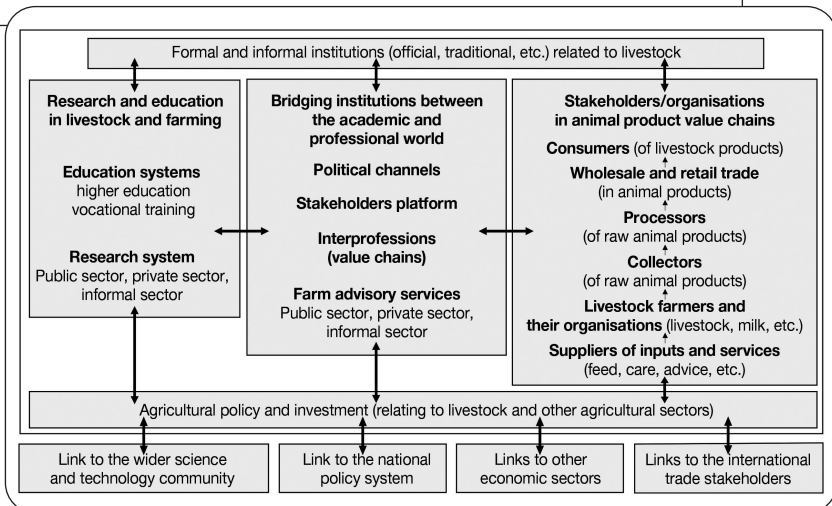 Formal and informal institutions (official, traditional, etc.) related to livestock
Research and education
in livestock and farming
Education systems
higher education
vocational training
Research system
Public sector, private sector,
informal sector
Bridging institutions between
the academic and
professional world
Political channels
Stakeholders platform
Interprofessions
(value chains)
Farm advisory services
Public sector, private sector,
informal sector
Stakeholders/organisations
in animal product value chains
Consumers (of livestock products)
Wholesale and retail trade
(in animal products)
Processors
(of raw animal products)
Collectors
(of raw animal products)
Livestock farmers and
their organisations (livestock, milk, etc.)
Suppliers of inputs and services
(feed, care, advice, etc.)
Agricultural policy and investment (relating to livestock and other agricultural sectors)
Link to the wider science
and technology community
Link to the national
policy system
Links to other
economic sectors
Links to the international
trade stakeholders